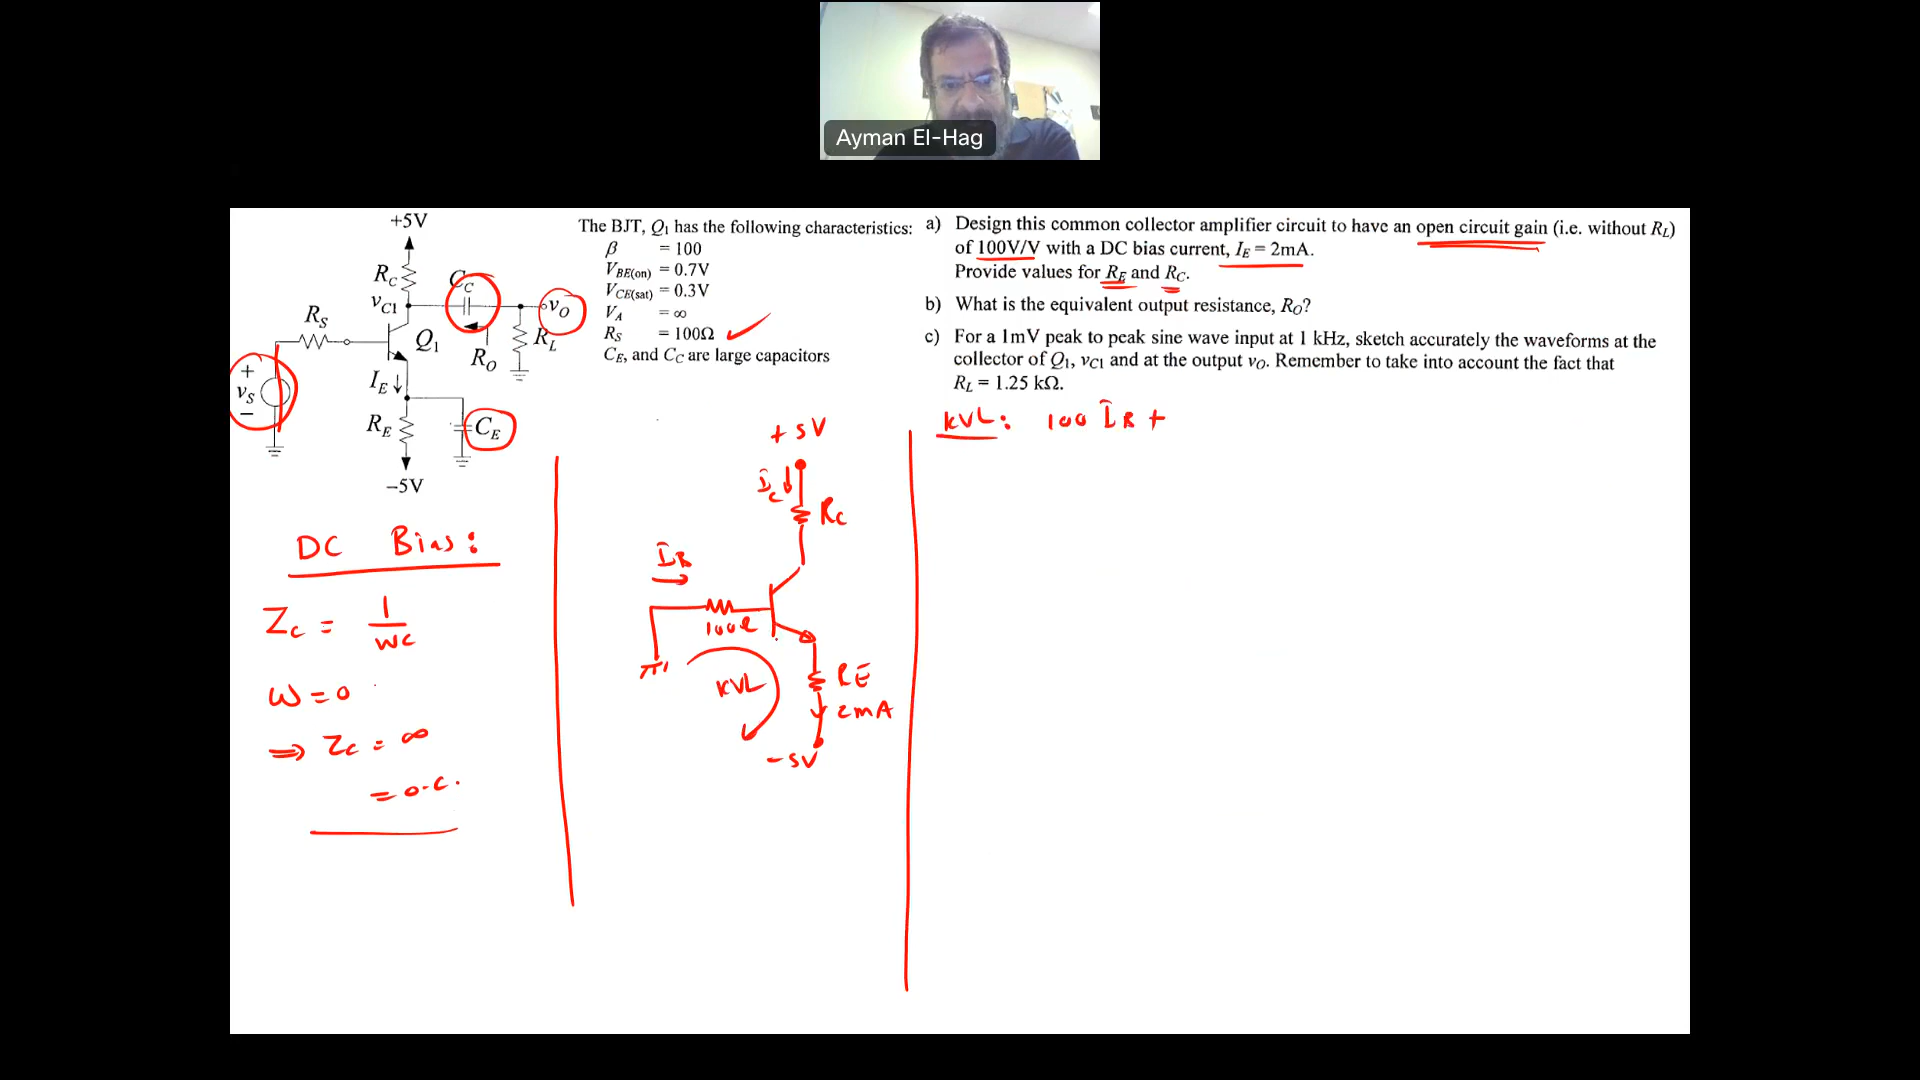 Ayman El-Hag
+5V
R_C
C_C
v_C1
v_O
R_S
Q_1
R_L
R_O
+
v_S
−
I_E
R_E
C_E
−5V
The BJT, Q_1 has the following characteristics:
β = 100
V_BE(on) = 0.7V
V_CE(sat) = 0.3V
V_A = ∞
R_S = 100Ω
C_E, and C_C are large capacitors
a) Design this common collector amplifier circuit to have an open circuit gain (i.e. without R_L)
of 100V/V with a DC bias current, I_E = 2mA.
Provide values for R_E and R_C.
b) What is the equivalent output resistance, R_O?
c) For a 1mV peak to peak sine wave input at 1 kHz, sketch accurately the waveforms at the
collector of Q_1, v_C1 and at the output v_O. Remember to take into account the fact that
R_L = 1.25 kΩ.
DC Bias:
Z_C = 1/WC
W = 0
⇒ Z_C = ∞
= o.c.
+5V
I_C
R_C
I_B
100Ω
KVL
R_E
2mA
-5V
KVL: 100 I_B +